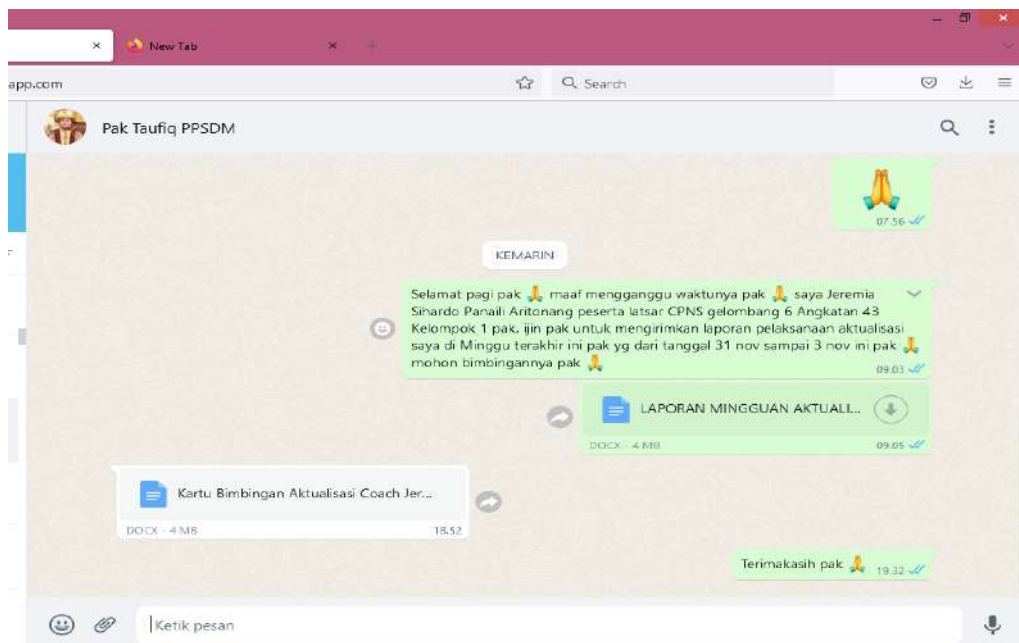 New Tab
app.com
Search
Pak Taufiq PPSDM
07.56
KEMARIN
Selamat pagi pak 🙏 maaf mengganggu waktunya pak 🙏 saya Jeremia
Sihardo Panaili Aritonang peserta latsar CPNS gelombang 6 Angkatan 43
Kelompok 1 pak, ijin pak untuk mengirimkan laporan pelaksanaan aktualisasi
saya di Minggu terakhir ini pak yg dari tanggal 31 nov sampai 3 nov ini pak 🙏
mohon bimbingannya pak 🙏
09.03
LAPORAN MINGGUAN AKTUALI...
DOCX - 4 MB
09.05
Kartu Bimbingan Aktualisasi Coach Jer...
DOCX - 4 MB
18.52
Terimakasih pak 🙏 19.32
Ketik pesan